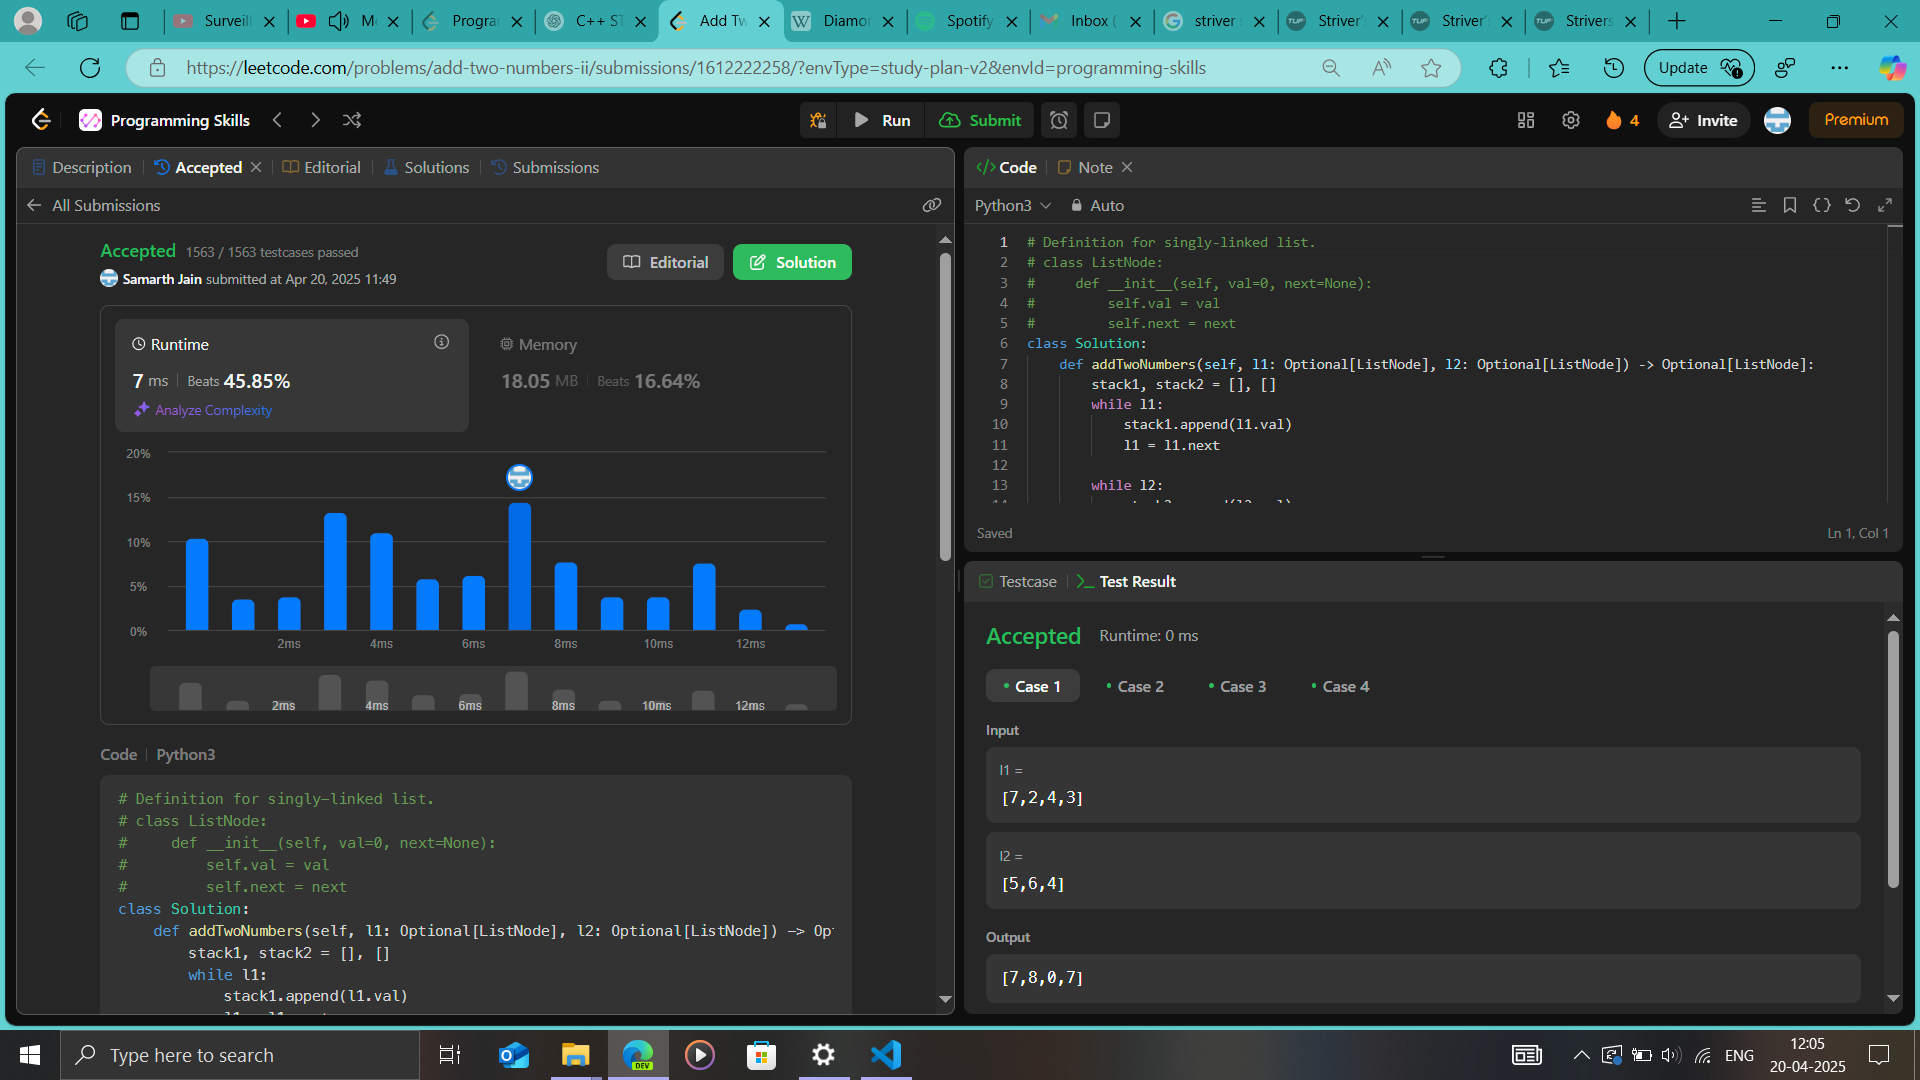 Surveil
Me
Program
C++ ST
Add Tw
Diamon
Spotify
Inbox (
striver
Striver's
Striver's
Strivers
https://leetcode.com/problems/add-two-numbers-ii/submissions/1612222258/?envType=study-plan-v2&envId=programming-skills
Update
Programming Skills
Run
Submit
4
Invite
Premium
Description
Accepted
Editorial
Solutions
Submissions
All Submissions
Accepted 1563 / 1563 testcases passed
Samarth Jain submitted at Apr 20, 2025 11:49
Editorial
Solution
Runtime
7 ms Beats 45.85%
Analyze Complexity
Memory
18.05 MB Beats 16.64%
20%
15%
10%
5%
0%
2ms 4ms 6ms 8ms 10ms 12ms
2ms 4ms 6ms 8ms 10ms 12ms
Code Python3
# Definition for singly-linked list.
# class ListNode:
#     def __init__(self, val=0, next=None):
#         self.val = val
#         self.next = next
class Solution:
    def addTwoNumbers(self, l1: Optional[ListNode], l2: Optional[ListNode]) -> Opt
        stack1, stack2 = [], []
        while l1:
            stack1.append(l1.val)
Code
Note
Python3
Auto
1 # Definition for singly-linked list.
2 # class ListNode:
3 #     def __init__(self, val=0, next=None):
4 #         self.val = val
5 #         self.next = next
6 class Solution:
7     def addTwoNumbers(self, l1: Optional[ListNode], l2: Optional[ListNode]) -> Optional[ListNode]:
8         stack1, stack2 = [], []
9         while l1:
10             stack1.append(l1.val)
11             l1 = l1.next
12
13         while l2:
Saved
Ln 1, Col 1
Testcase
Test Result
Accepted Runtime: 0 ms
Case 1
Case 2
Case 3
Case 4
Input
l1 =
[7,2,4,3]
l2 =
[5,6,4]
Output
[7,8,0,7]
Type here to search
DEV
ENG
12:05
20-04-2025